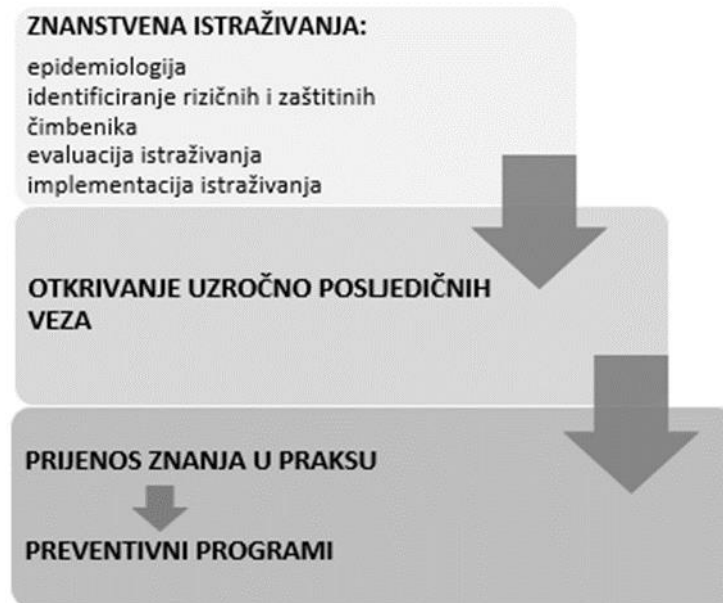 ZNANSTVENA ISTRAŽIVANJA:
epidemiologija
identificiranje rizičnih i zaštitinih
čimbenika
evaluacija istraživanja
implementacija istraživanja
OTKRIVANJE UZROČNO POSLJEDIČNIH
VEZA
PRIJENOS ZNANJA U PRAKSU
PREVENTIVNI PROGRAMI